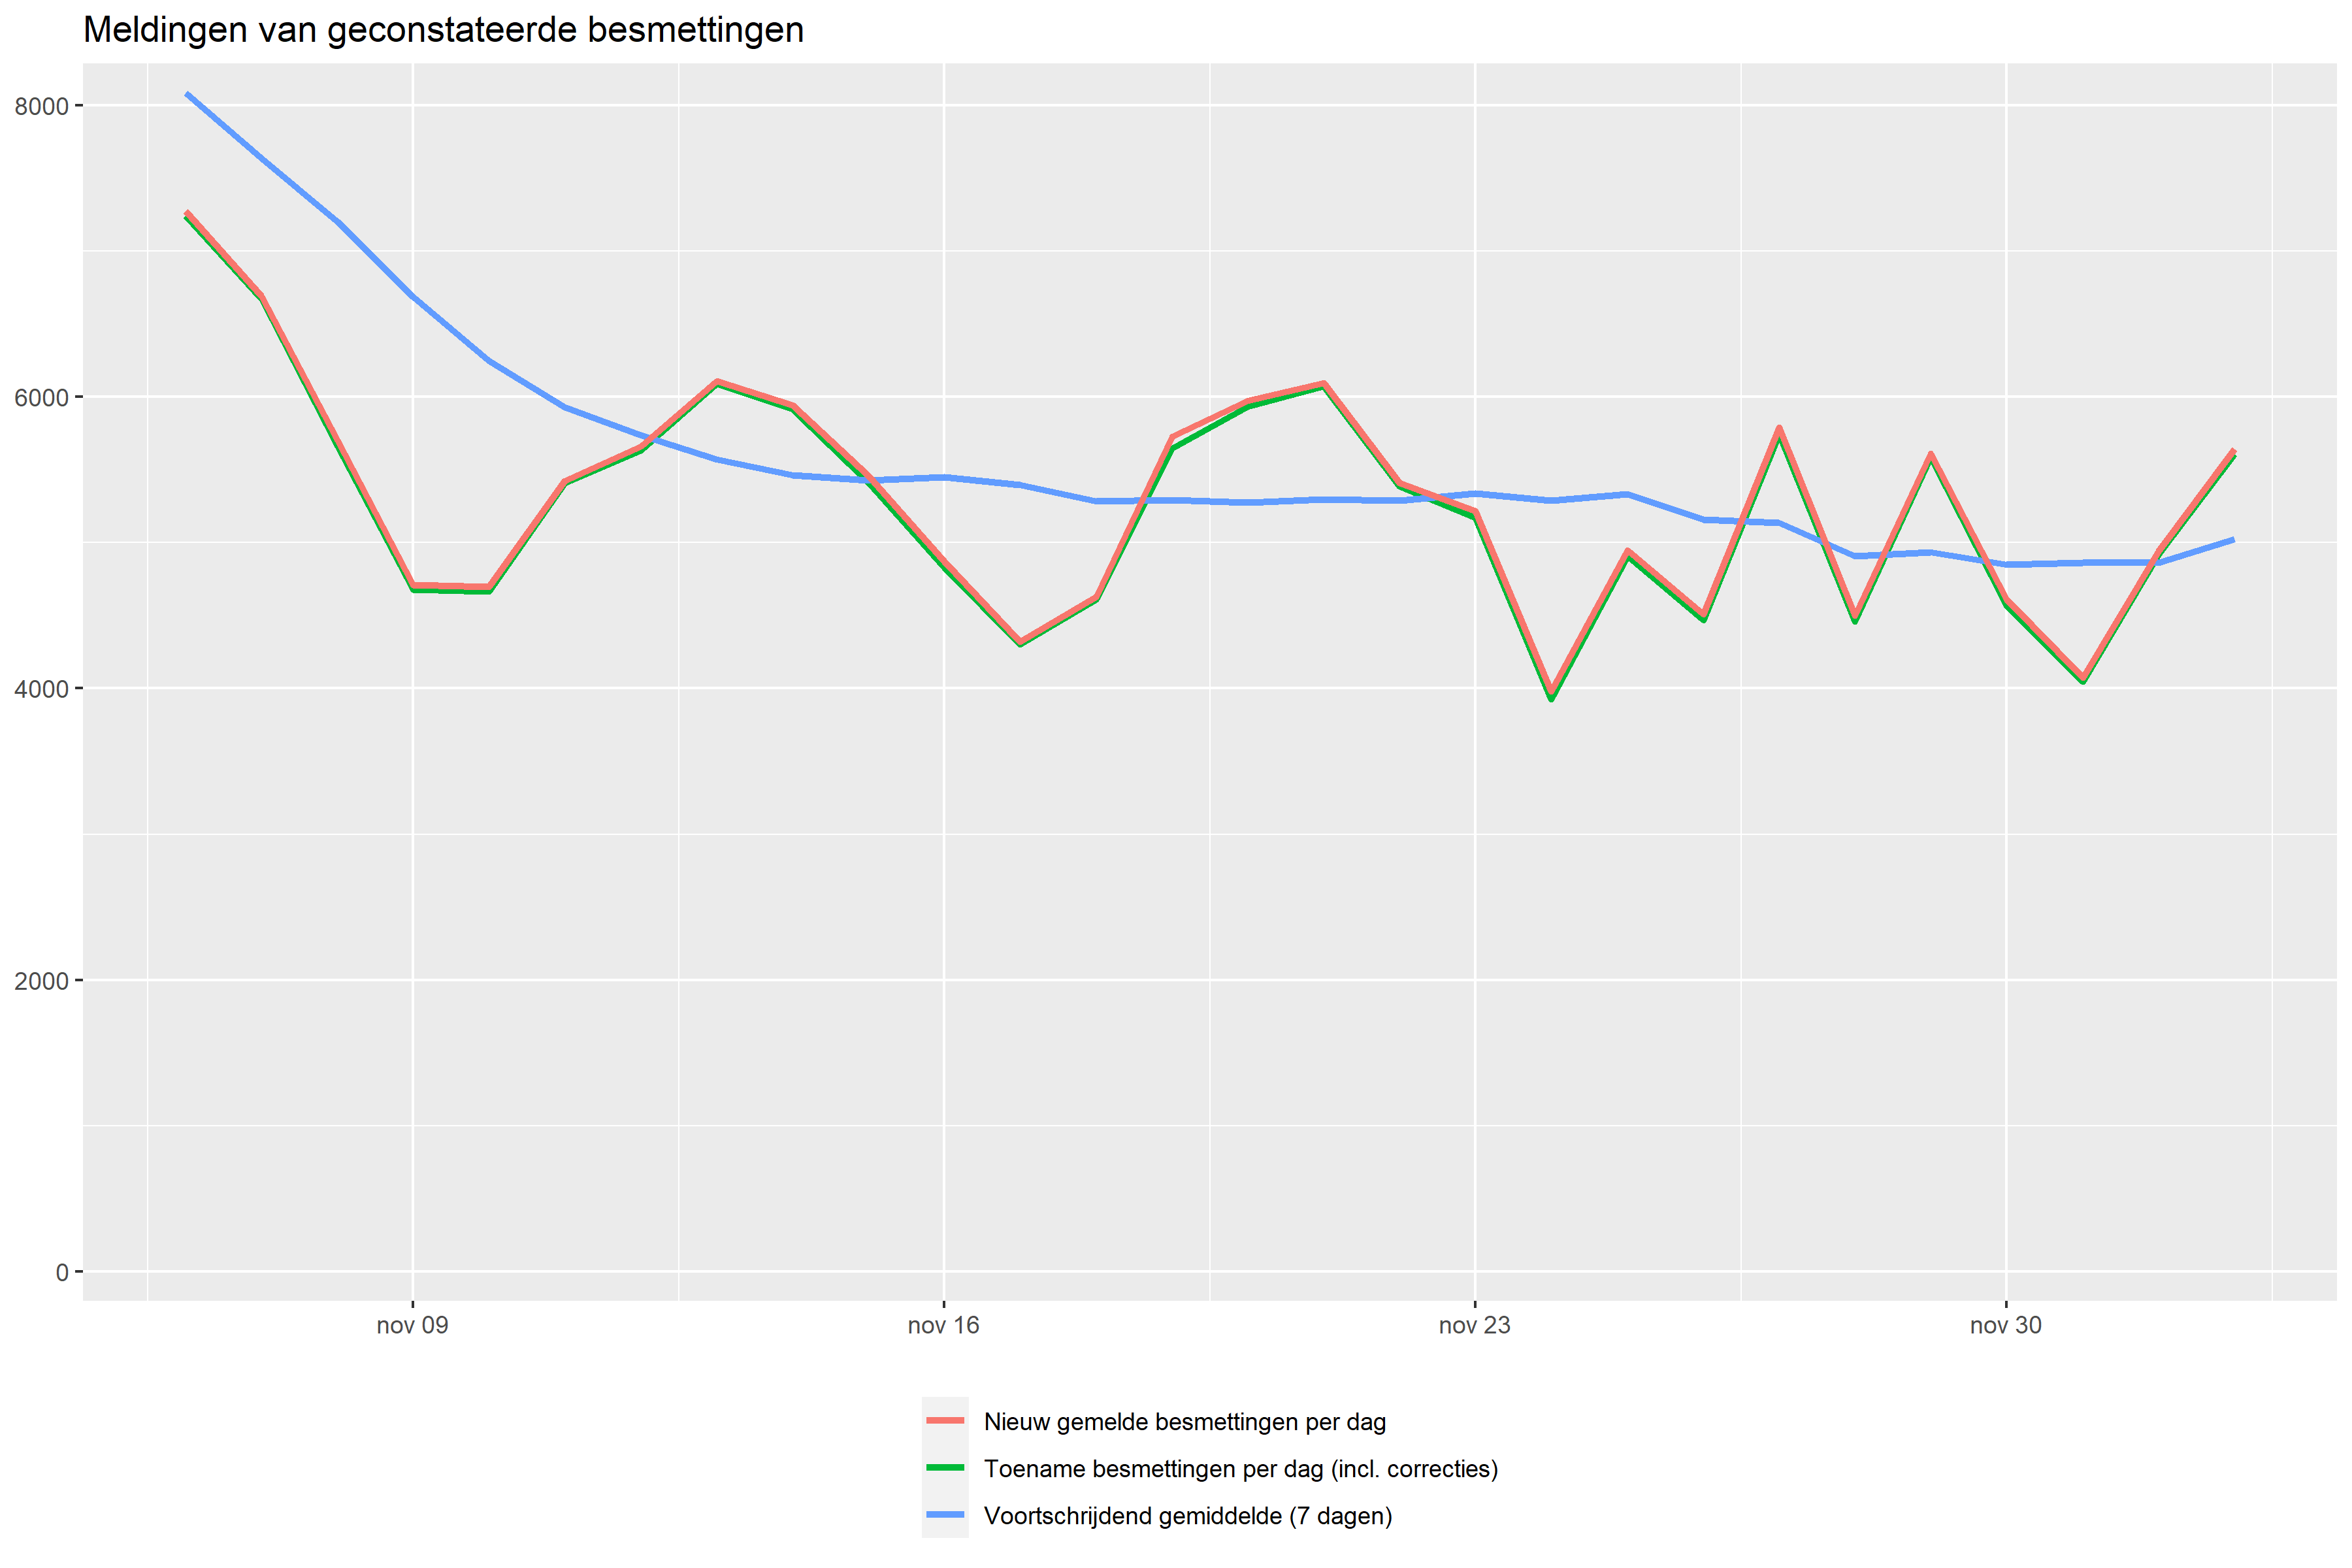 Meldingen van geconstateerde besmettingen
8000
6000
4000
2000
0
nov 09
nov 16
nov 23
nov 30
Nieuw gemelde besmettingen per dag
Toename besmettingen per dag (incl. correcties)
Voortschrijdend gemiddelde (7 dagen)